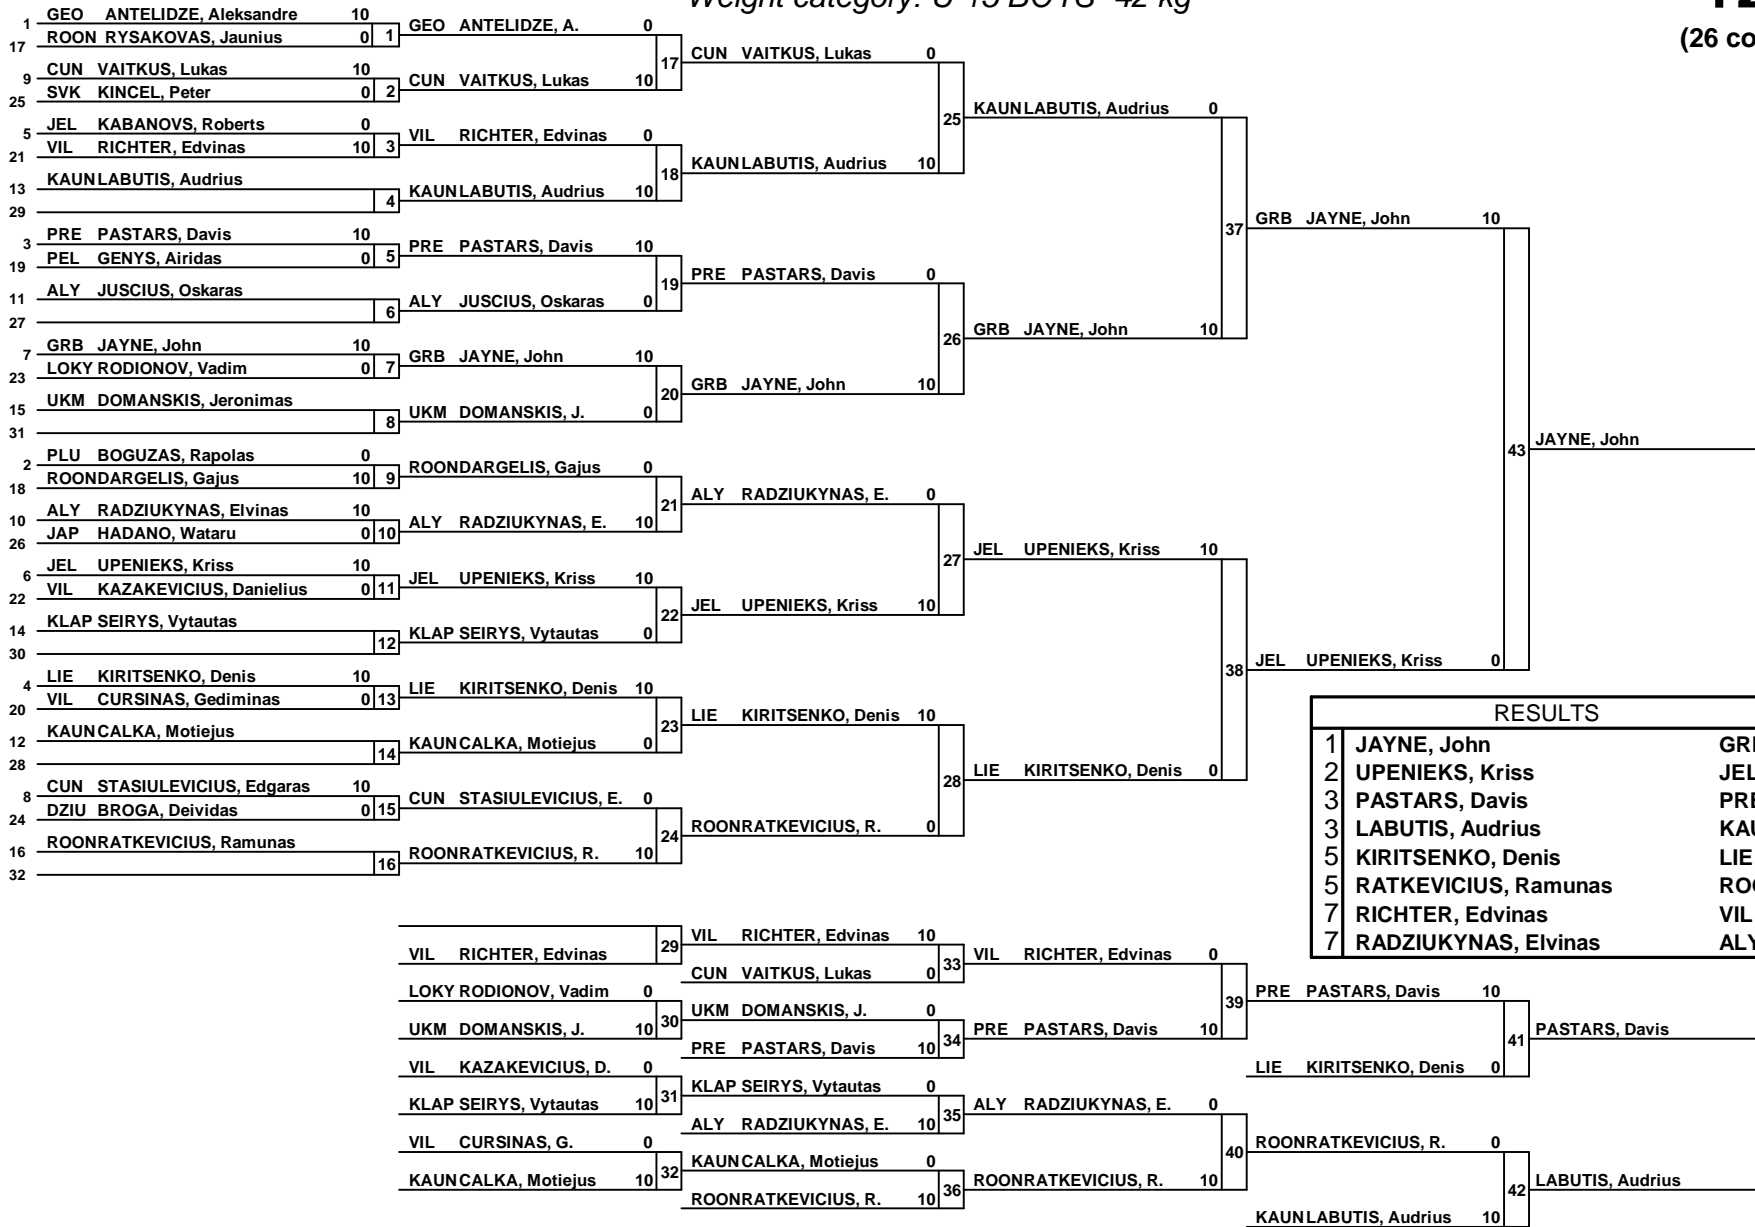 Weight category: U-13 BOYS -42 kg
(26 co
1 GEO ANTELIDZE, Aleksandre 10
17 ROON RYSAKOVAS, Jaunius 0 1
9 CUN VAITKUS, Lukas 10
25 SVK KINCEL, Peter 0 2
5 JEL KABANOVS, Roberts 0
21 VIL RICHTER, Edvinas 10 3
13 KAUN LABUTIS, Audrius
29 4
3 PRE PASTARS, Davis 10
19 PEL GENYS, Airidas 0 5
11 ALY JUSCIUS, Oskaras
27 6
7 GRB JAYNE, John 10
23 LOKY RODIONOV, Vadim 0 7
15 UKM DOMANSKIS, Jeronimas
31 8
2 PLU BOGUZAS, Rapolas 0
18 ROON DARGELIS, Gajus 10 9
10 ALY RADZIUKYNAS, Elvinas 10
26 JAP HADANO, Wataru 0 10
6 JEL UPENIEKS, Kriss 10
22 VIL KAZAKEVICIUS, Danielius 0 11
14 KLAP SEIRYS, Vytautas
30 12
4 LIE KIRITSENKO, Denis 10
20 VIL CURSINAS, Gediminas 0 13
12 KAUN CALKA, Motiejus
28 14
8 CUN STASIULEVICIUS, Edgaras 10
24 DZIU BROGA, Deividas 0 15
16 ROON RATKEVICIUS, Ramunas
32 16
GEO ANTELIDZE, A. 0
17
CUN VAITKUS, Lukas 10
VIL RICHTER, Edvinas 0
18
KAUN LABUTIS, Audrius 10
PRE PASTARS, Davis 10
19
ALY JUSCIUS, Oskaras 0
GRB JAYNE, John 10
20
UKM DOMANSKIS, J. 0
ROON DARGELIS, Gajus 0
21
ALY RADZIUKYNAS, E. 10
JEL UPENIEKS, Kriss 10
22
KLAP SEIRYS, Vytautas 0
LIE KIRITSENKO, Denis 10
23
KAUN CALKA, Motiejus 0
CUN STASIULEVICIUS, E. 0
24
ROON RATKEVICIUS, R. 10
CUN VAITKUS, Lukas 0
25
KAUN LABUTIS, Audrius 10
PRE PASTARS, Davis 0
26
GRB JAYNE, John 10
ALY RADZIUKYNAS, E. 0
27
JEL UPENIEKS, Kriss 10
LIE KIRITSENKO, Denis 10
28
ROON RATKEVICIUS, R. 0
KAUN LABUTIS, Audrius 0
37
GRB JAYNE, John 10
JEL UPENIEKS, Kriss 10
38
LIE KIRITSENKO, Denis 0
GRB JAYNE, John 10
43
JEL UPENIEKS, Kriss 0
JAYNE, John
RESULTS
1 JAYNE, John GR
2 UPENIEKS, Kriss JEL
3 PASTARS, Davis PRE
3 LABUTIS, Audrius KAU
5 KIRITSENKO, Denis LIE
5 RATKEVICIUS, Ramunas ROO
7 RICHTER, Edvinas VIL
7 RADZIUKYNAS, Elvinas ALY
VIL RICHTER, Edvinas 29
LOKY RODIONOV, Vadim 0
30
UKM DOMANSKIS, J. 10
VIL KAZAKEVICIUS, D. 0
31
KLAP SEIRYS, Vytautas 10
VIL CURSINAS, G. 0
32
KAUN CALKA, Motiejus 10
VIL RICHTER, Edvinas 10
33
CUN VAITKUS, Lukas 0
UKM DOMANSKIS, J. 0
34
PRE PASTARS, Davis 10
KLAP SEIRYS, Vytautas 0
35
ALY RADZIUKYNAS, E. 10
KAUN CALKA, Motiejus 0
36
ROON RATKEVICIUS, R. 10
VIL RICHTER, Edvinas 0
39
PRE PASTARS, Davis 10
ALY RADZIUKYNAS, E. 0
40
ROON RATKEVICIUS, R. 10
PRE PASTARS, Davis 10
41
LIE KIRITSENKO, Denis 0
ROON RATKEVICIUS, R. 0
42
KAUN LABUTIS, Audrius 10
PASTARS, Davis
LABUTIS, Audrius